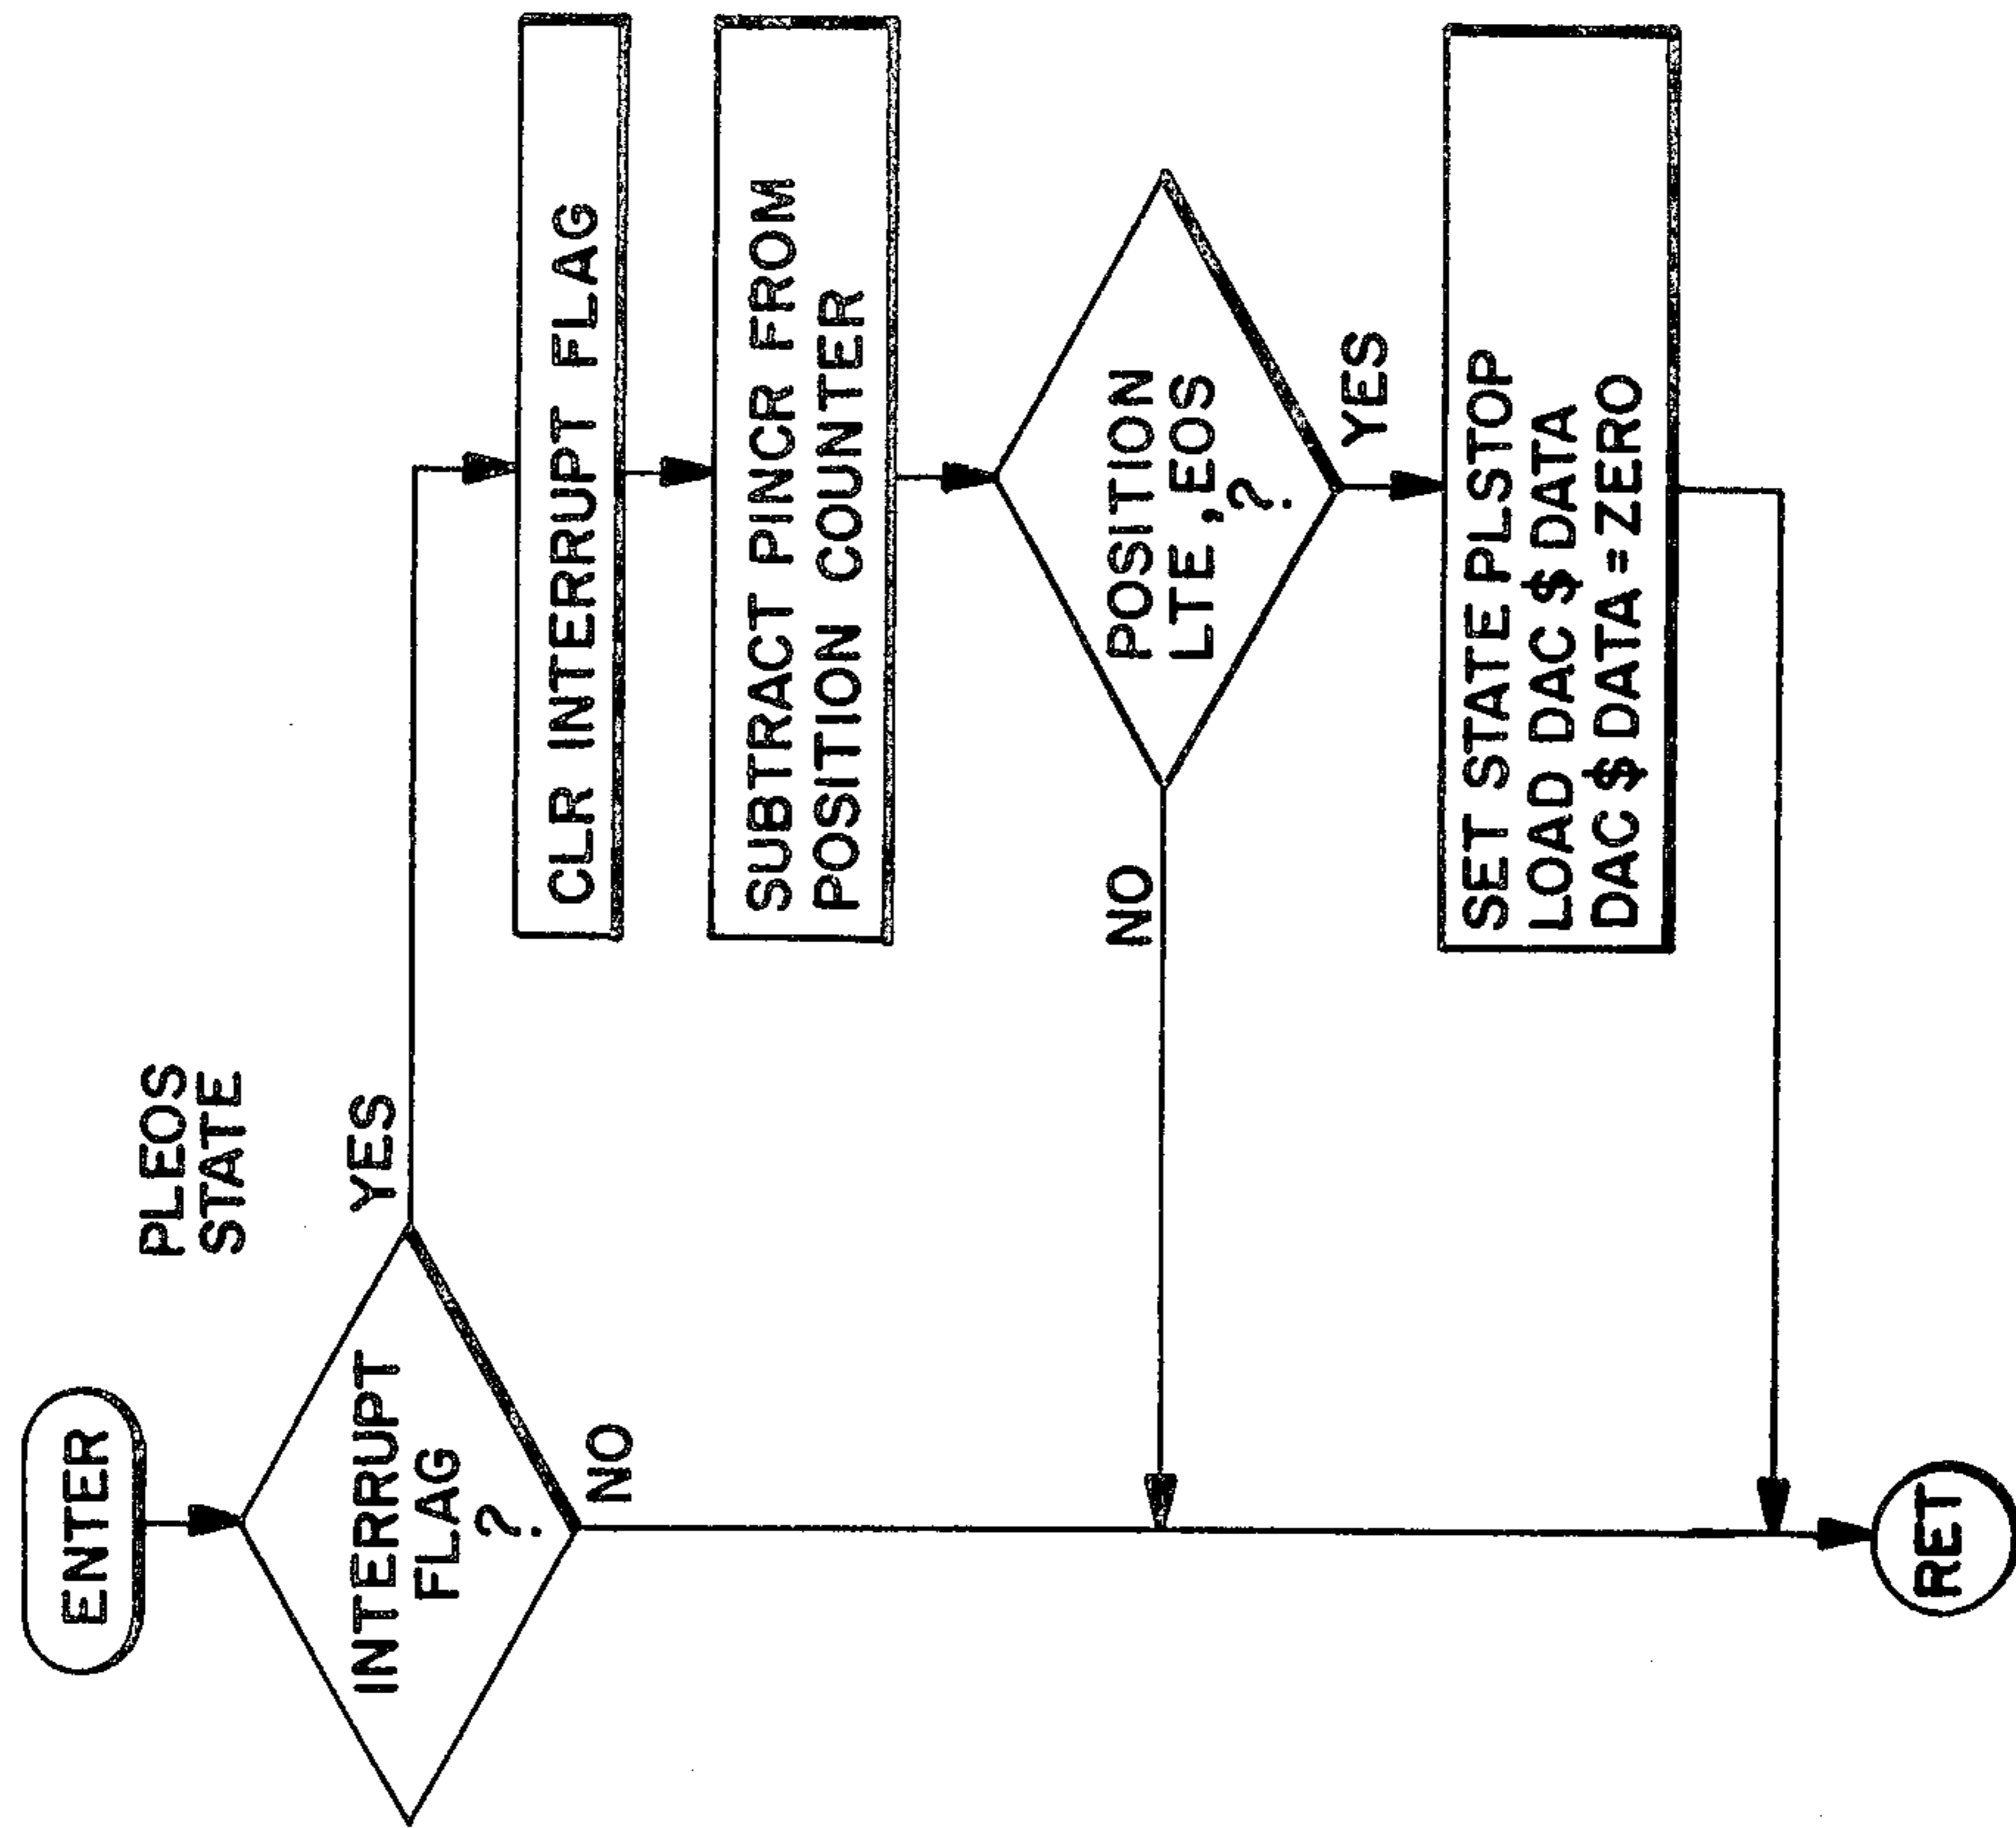 PLEOS
STATE
ENTER
INTERRUPT
FLAG
?
YES
NO
CLR INTERRUPT FLAG
SUBTRACT PINCR FROM
POSITION COUNTER
POSITION
LTE, EOS
?
NO
YES
SET STATE PLSTOP
LOAD DAC $ DATA
DAC $ DATA = ZERO
RET